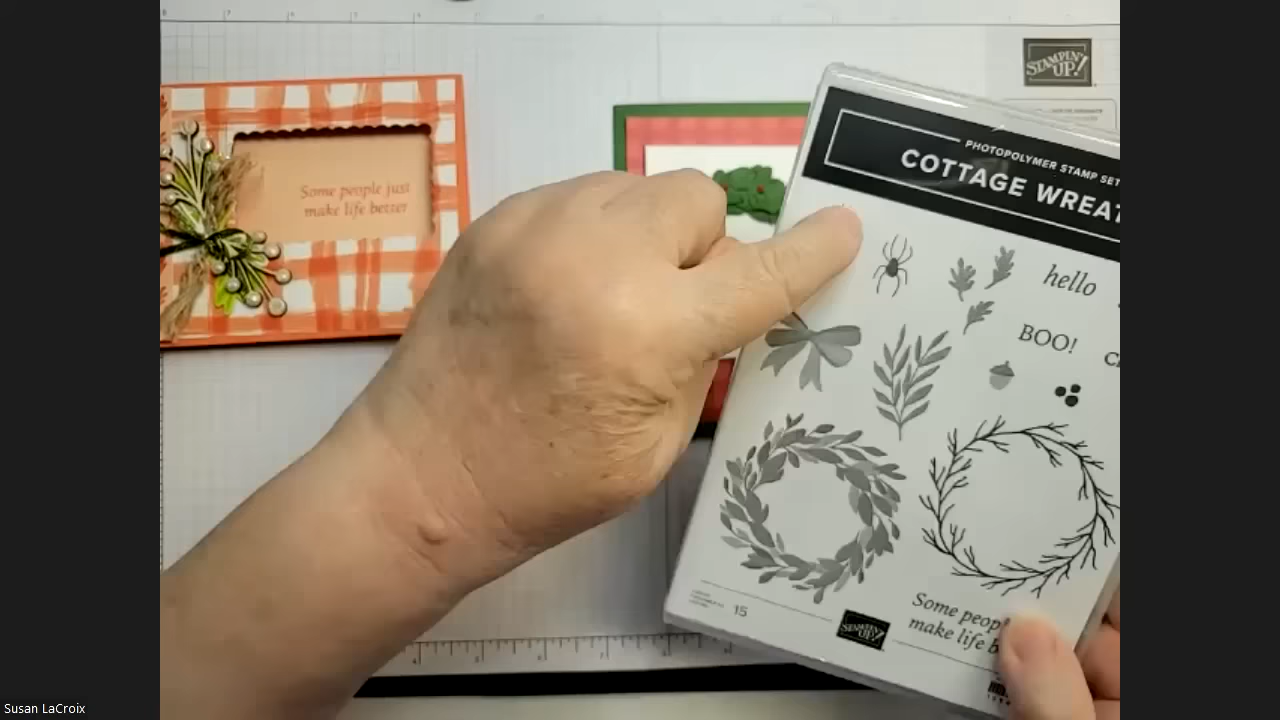 STAMPIN' UP!
PHOTOPOLYMER STAMP SET
COTTAGE WREAT
Some people just
make life better
hello
BOO!
15
STAMPIN' UP!
Some peop
make life b
Susan LaCroix